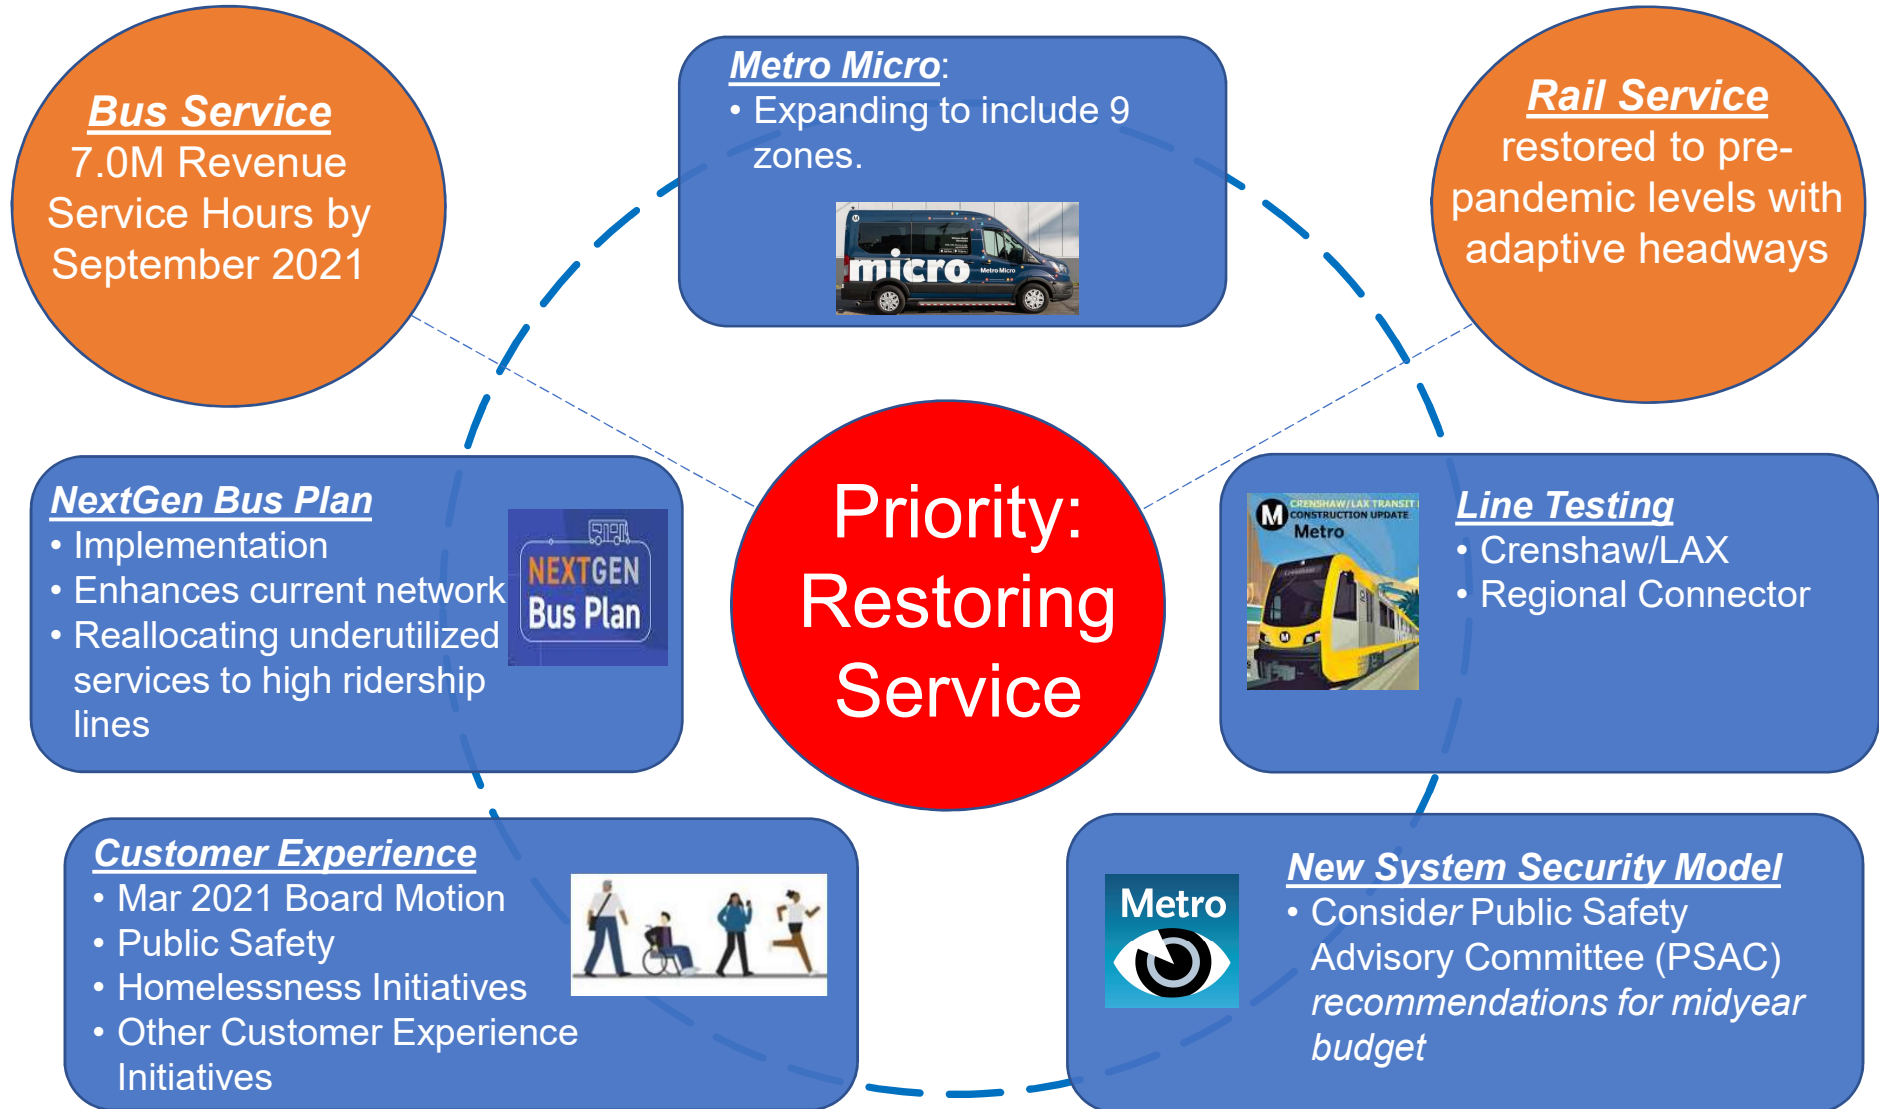 Bus Service
7.0M Revenue
Service Hours by
September 2021
Metro Micro:
• Expanding to include 9
zones.
micro
Metro Micro
Rail Service
restored to pre-
pandemic levels with
adaptive headways
Priority:
Restoring
Service
NextGen Bus Plan
• Implementation
• Enhances current network
• Reallocating underutilized
services to high ridership
lines
NEXTGEN
Bus Plan
CRENSHAW/LAX TRANSIT
CONSTRUCTION UPDATE
M
Metro
Line Testing
• Crenshaw/LAX
• Regional Connector
Customer Experience
• Mar 2021 Board Motion
• Public Safety
• Homelessness Initiatives
• Other Customer Experience
Initiatives
Metro
New System Security Model
• Consider Public Safety
Advisory Committee (PSAC)
recommendations for midyear
budget